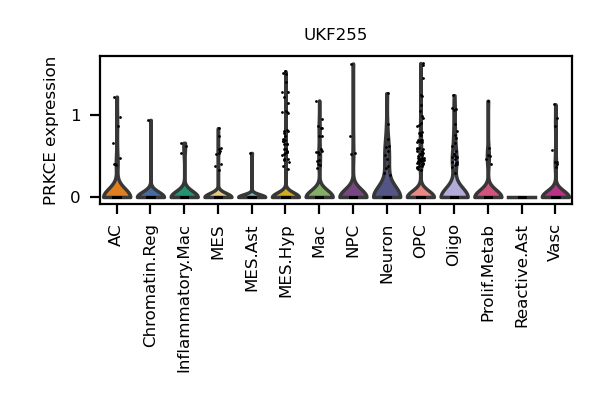 UKF255
PRKCE expression
1
0
AC
Chromatin.Reg
Inflammatory.Mac
MES
MES.Ast
MES.Hyp
Mac
NPC
Neuron
OPC
Oligo
Prolif.Metab
Reactive.Ast
Vasc